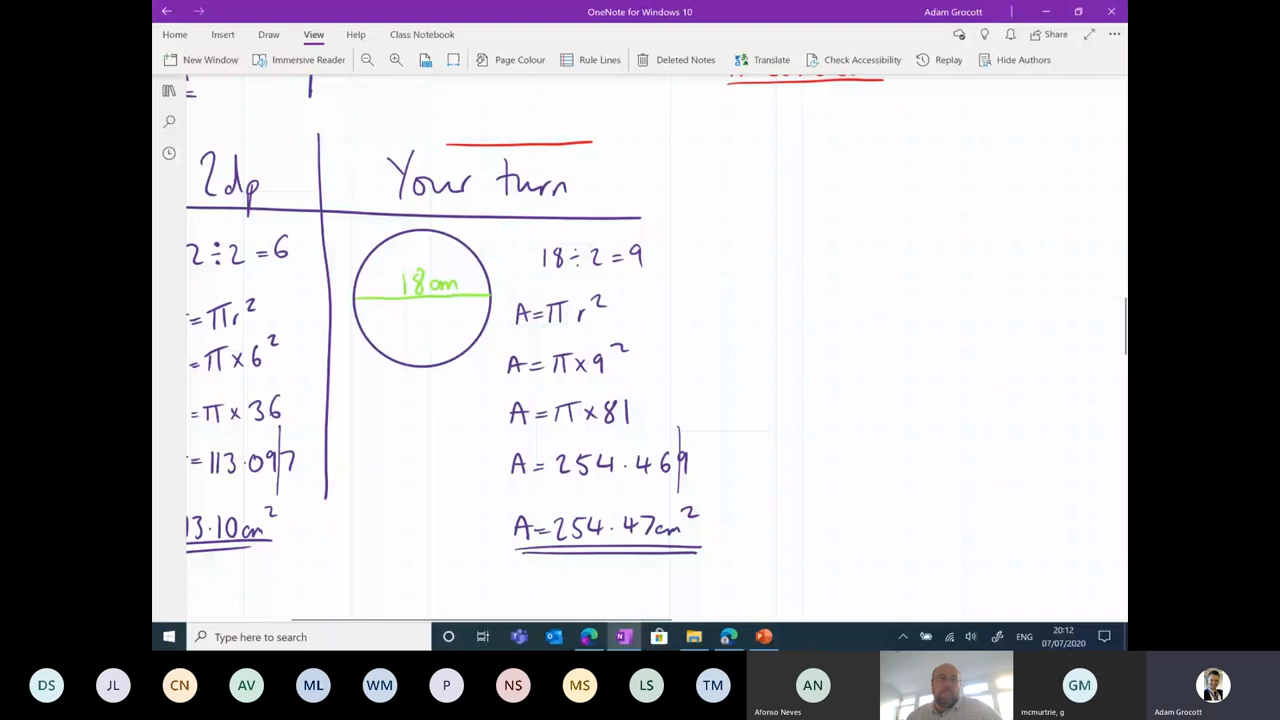 OneNote for Windows 10
Adam Grocott
Home Insert Draw View Help Class Notebook
Share
New Window Immersive Reader Page Colour Rule Lines Deleted Notes Translate Check Accessibility Replay Hide Authors
2dp
Your turn
2 ÷ 2 = 6
= πr²
= π × 6²
= π × 36
= 113.097
13.10cm²
18cm
18 ÷ 2 = 9
A = π r²
A = π × 9²
A = π × 81
A = 254.469
A = 254.47cm²
Type here to search
ENG
20:12
07/07/2020
DS JL CN AV ML WM P NS MS LS TM AN GM
Afonso Neves
mcmurtrie, g
Adam Grocott